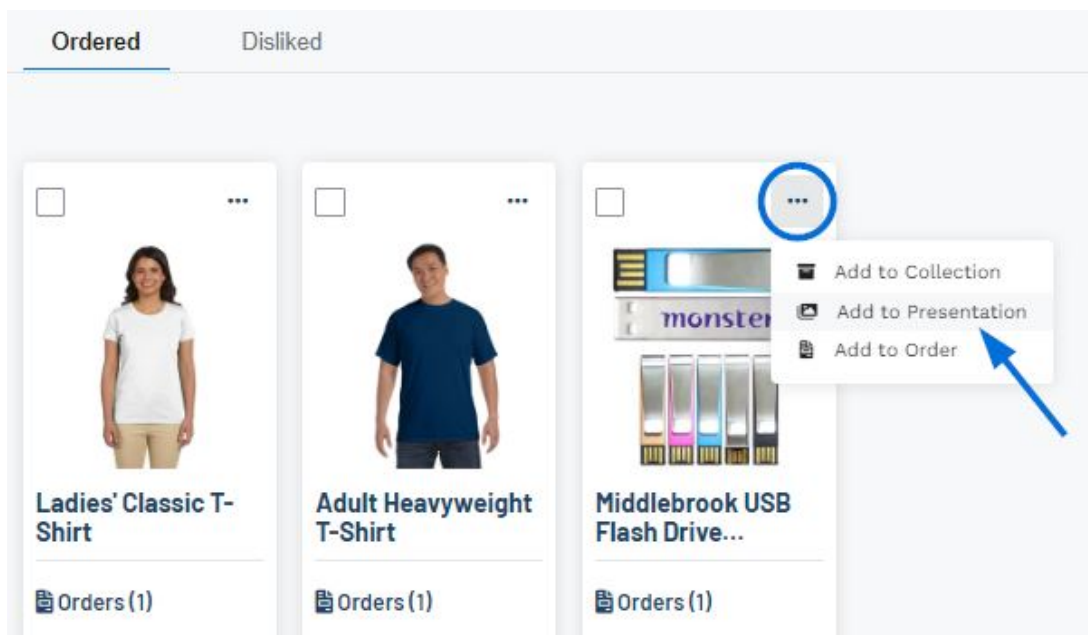 Ordered
Disliked
Add to Collection
Add to Presentation
Add to Order
monster
Ladies' Classic T-
Shirt
Adult Heavyweight
T-Shirt
Middlebrook USB
Flash Drive...
Orders (1)
Orders (1)
Orders (1)